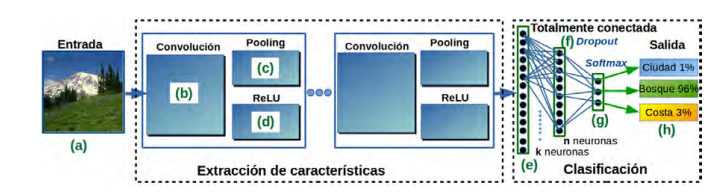 Entrada
(a)
Convolución
Pooling
(b)
(c)
ReLU
(d)
Convolución
Pooling
ReLU
Extracción de características
Totalmente conectada
(f) Dropout
Softmax
Salida
Ciudad 1%
Bosque 96%
Costa 3%
(g)
(h)
n neuronas
k neuronas
(e)
Clasificación